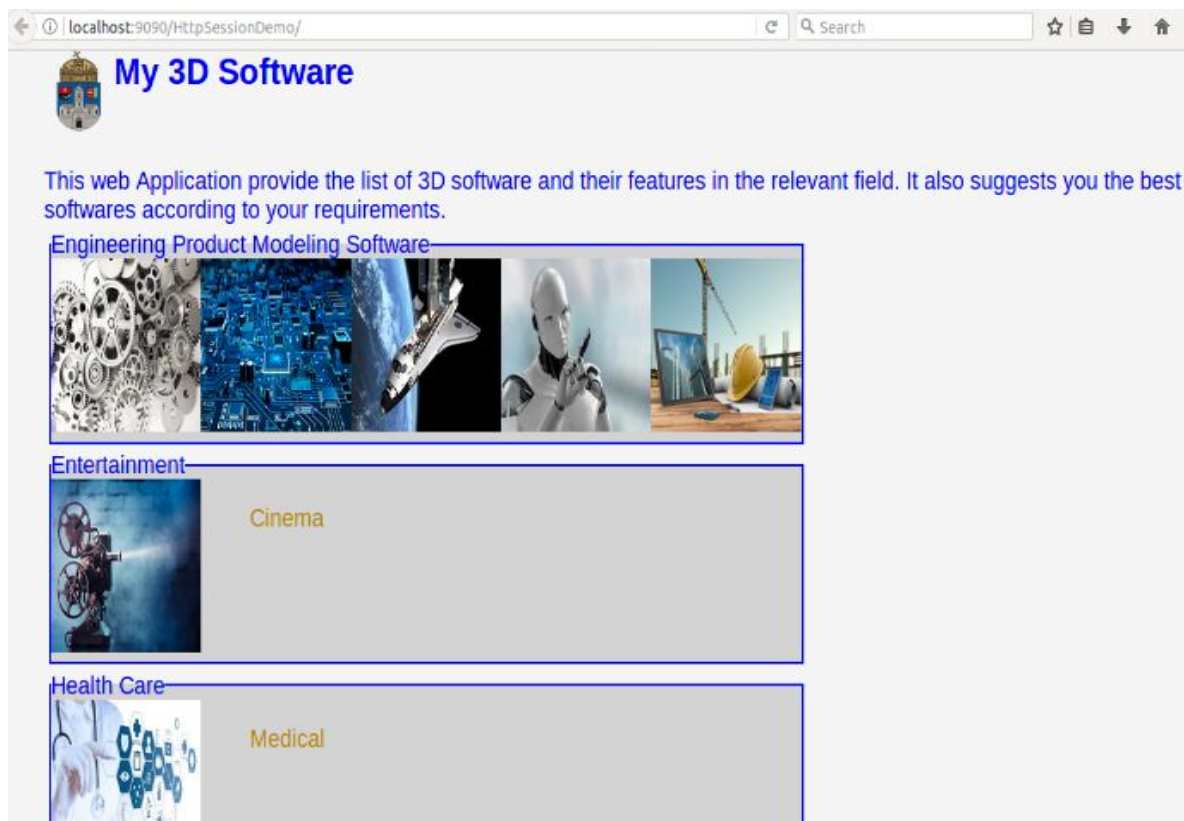 localhost:9090/HttpSessionDemo/
Search
My 3D Software
This web Application provide the list of 3D software and their features in the relevant field. It also suggests you the best
softwares according to your requirements.
Engineering Product Modeling Software
Entertainment
Cinema
Health Care
Medical